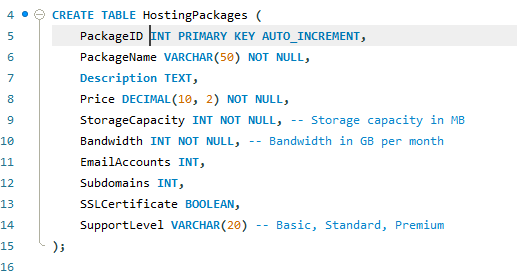 4 CREATE TABLE HostingPackages (
5 PackageID INT PRIMARY KEY AUTO_INCREMENT,
6 PackageName VARCHAR(50) NOT NULL,
7 Description TEXT,
8 Price DECIMAL(10, 2) NOT NULL,
9 StorageCapacity INT NOT NULL, -- Storage capacity in MB
10 Bandwidth INT NOT NULL, -- Bandwidth in GB per month
11 EmailAccounts INT,
12 Subdomains INT,
13 SSLCertificate BOOLEAN,
14 SupportLevel VARCHAR(20) -- Basic, Standard, Premium
15 );
16